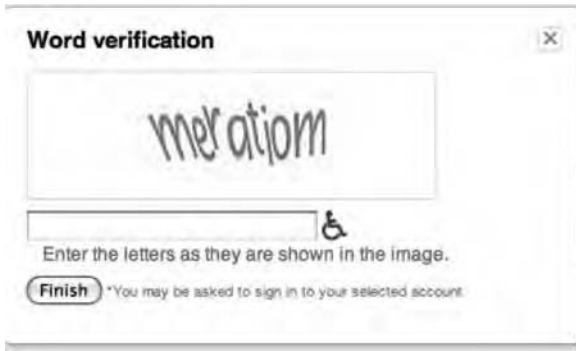 Word verification
meratiom
Enter the letters as they are shown in the image.
Finish *You may be asked to sign in to your selected account